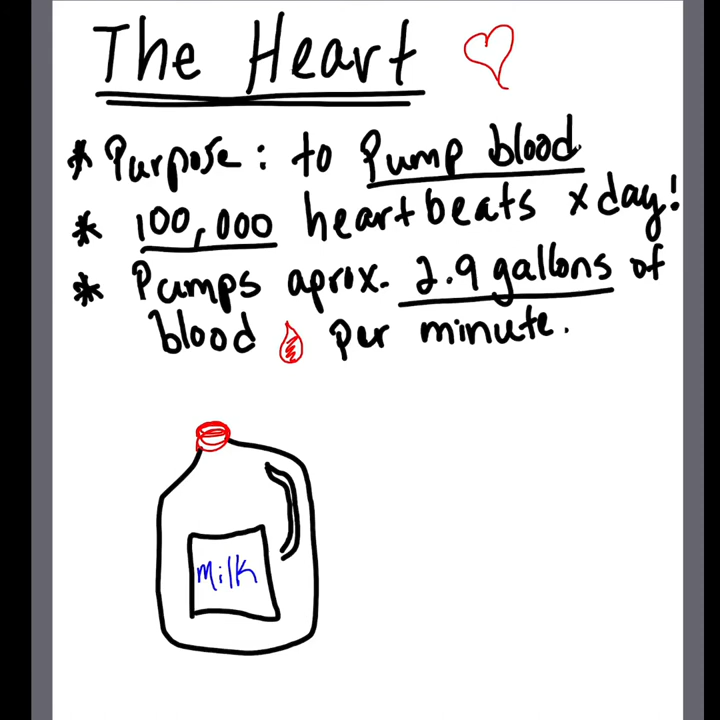 The Heart
* Purpose: to Pump blood
* 100,000 heartbeats x day!
* Pumps aprox. 2.9 gallons of
blood per minute.
Milk